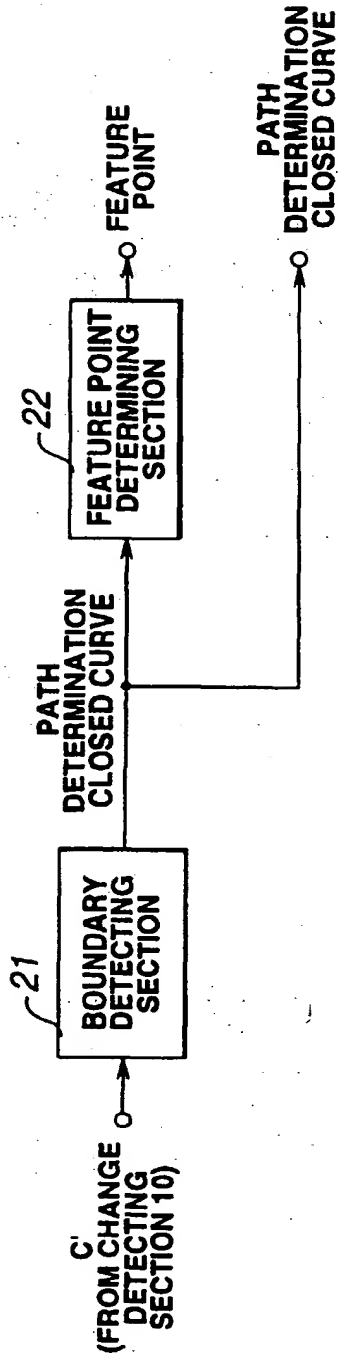 C'
(FROM CHANGE
DETECTING
SECTION 10)
21
BOUNDARY
DETECTING
SECTION
PATH
DETERMINATION
CLOSED CURVE
22
FEATURE POINT
DETERMINING
SECTION
FEATURE
POINT
PATH
DETERMINATION
CLOSED CURVE